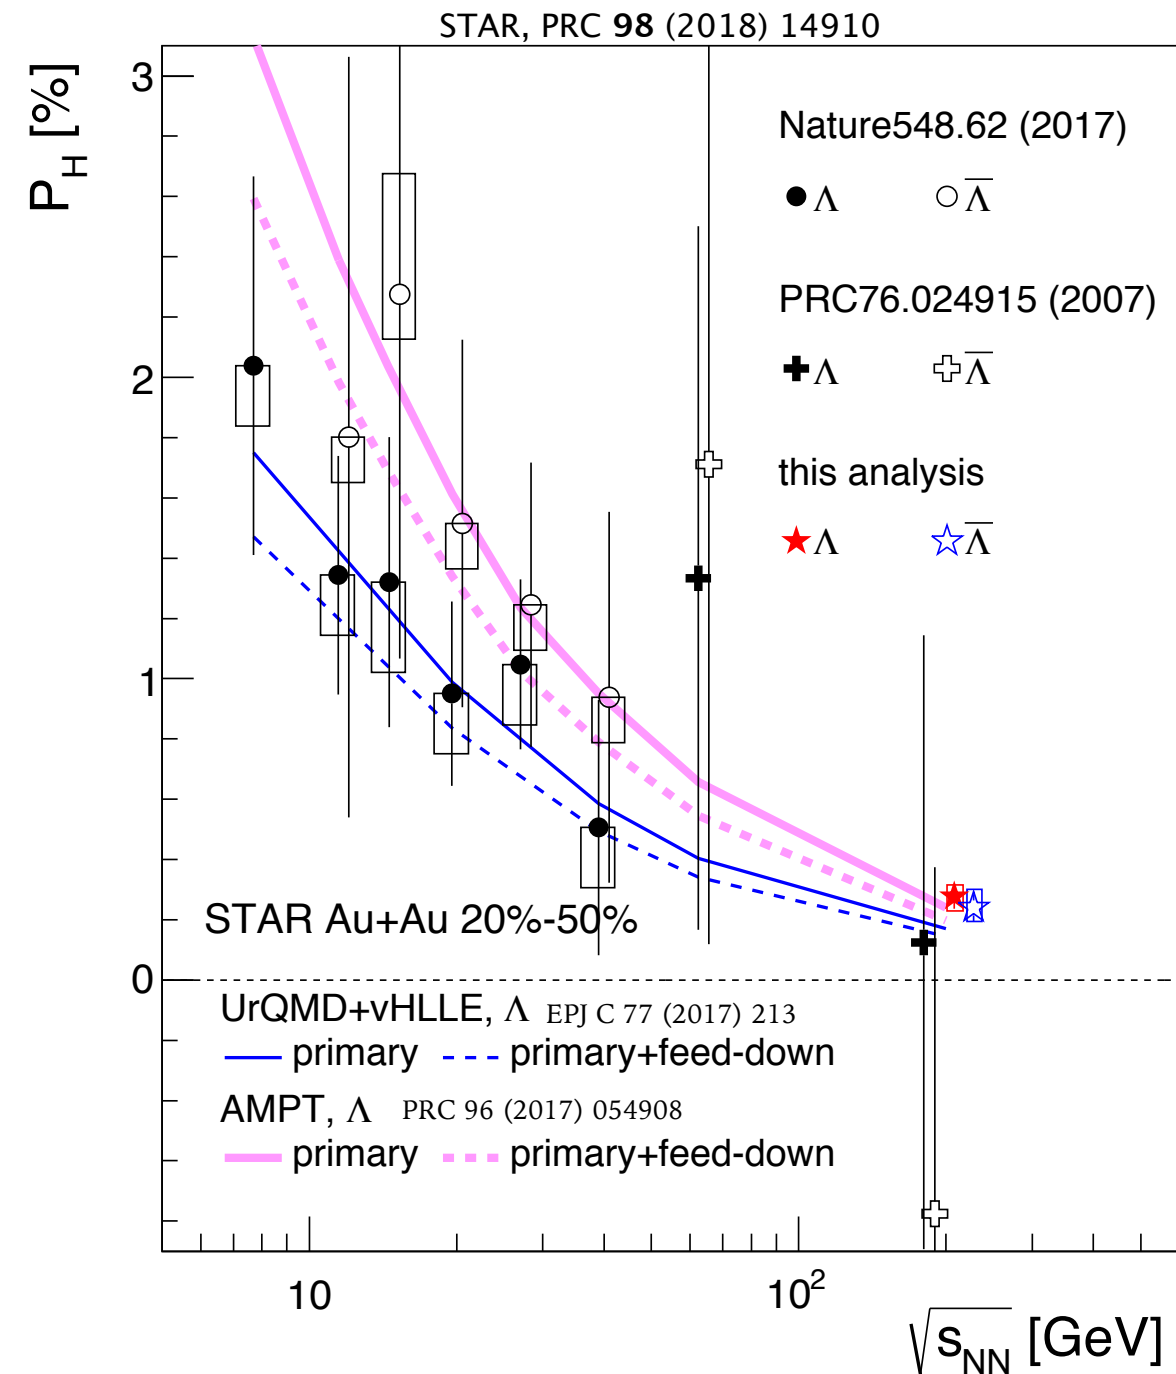 STAR, PRC 98 (2018) 14910
P_H [%]
3
2
1
0
Nature548.62 (2017)
Λ Λ̅
PRC76.024915 (2007)
Λ Λ̅
this analysis
Λ Λ̅
STAR Au+Au 20%-50%
UrQMD+vHLLE, Λ EPJ C 77 (2017) 213
primary primary+feed-down
AMPT, Λ PRC 96 (2017) 054908
primary primary+feed-down
10 10²
√s_NN [GeV]